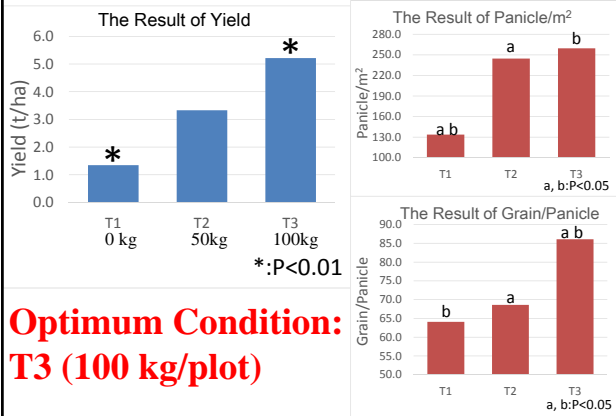 The Result of Yield
6.0
5.0
4.0
3.0
2.0
1.0
0.0
Yield (t/ha)
*
*
T1 T2 T3
0 kg 50kg 100kg
*:P<0.01
Optimum Condition:
T3 (100 kg/plot)
The Result of Panicle/m²
280.0
250.0
220.0
190.0
160.0
130.0
100.0
Panicle/m²
a b a b
T1 T2 T3
a, b:P<0.05
The Result of Grain/Panicle
90.0
85.0
80.0
75.0
70.0
65.0
60.0
55.0
50.0
Grain/Panicle
b a a b
T1 T2 T3
a, b:P<0.05